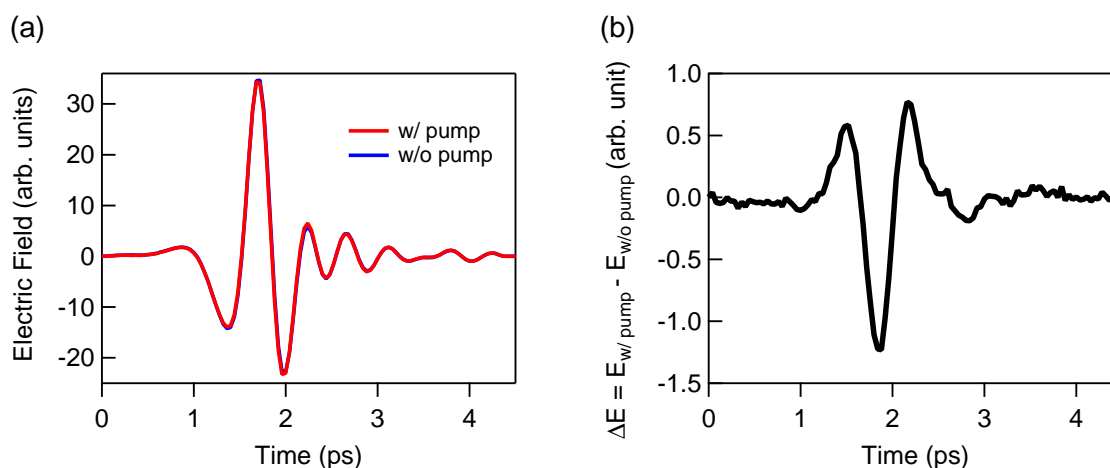 (a)
Electric Field (arb. units)
30
20
10
0
-10
-20
w/ pump
w/o pump
0
1
2
3
4
Time (ps)
(b)
ΔE = E_w/ pump - E_w/o pump (arb. unit)
1.0
0.5
0.0
-0.5
-1.0
-1.5
0
1
2
3
4
Time (ps)